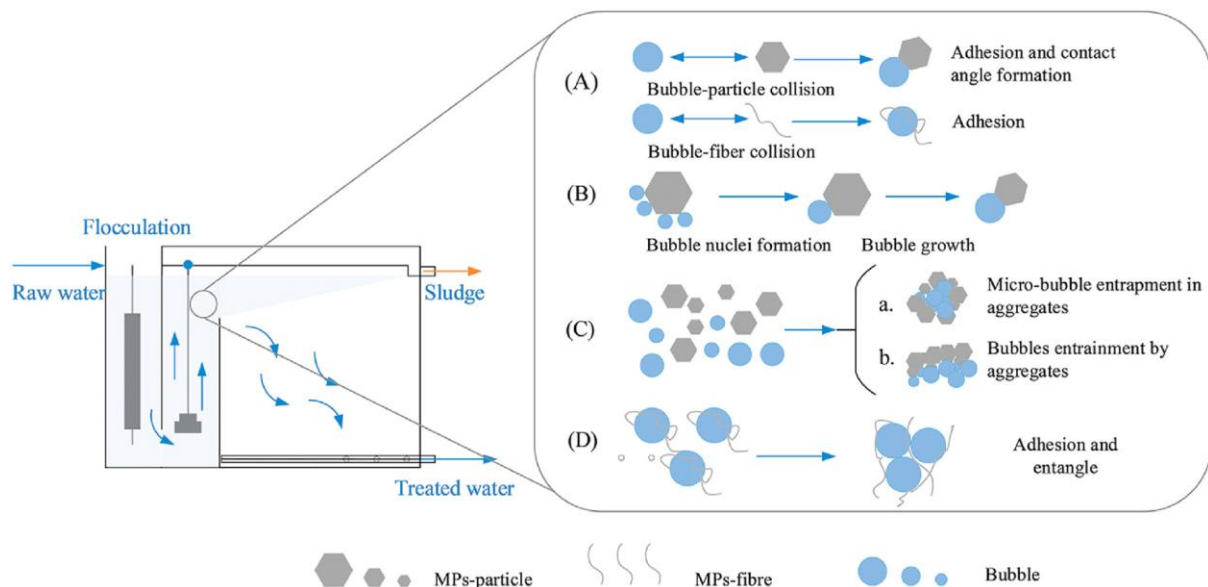 Flocculation
Raw water
Sludge
Treated water
(A)
Bubble-particle collision
Adhesion and contact
angle formation
Bubble-fiber collision
Adhesion
(B)
Bubble nuclei formation
Bubble growth
(C)
a.
Micro-bubble entrapment in
aggregates
b.
Bubbles entrainment by
aggregates
(D)
Adhesion and
entangle
MPs-particle
MPs-fibre
Bubble